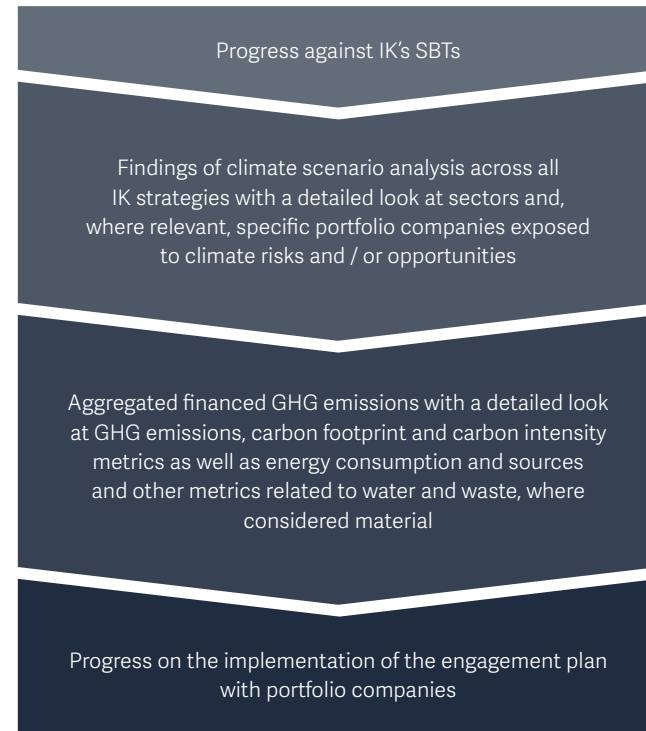 Progress against IK’s SBTs
Findings of climate scenario analysis across all
IK strategies with a detailed look at sectors and,
where relevant, specific portfolio companies exposed
to climate risks and / or opportunities
Aggregated financed GHG emissions with a detailed look
at GHG emissions, carbon footprint and carbon intensity
metrics as well as energy consumption and sources
and other metrics related to water and waste, where
considered material
Progress on the implementation of the engagement plan
with portfolio companies